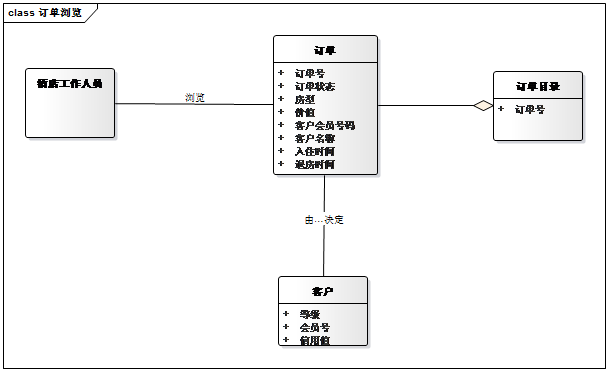 class 订单浏览
酒店工作人员
浏览
订单
+ 订单号
+ 订单状态
+ 房型
+ 价值
+ 客户会员号码
+ 客户名称
+ 入住时间
+ 退房时间
订单目录
+ 订单号
由...决定
客户
+ 等级
+ 会员号
+ 信用值